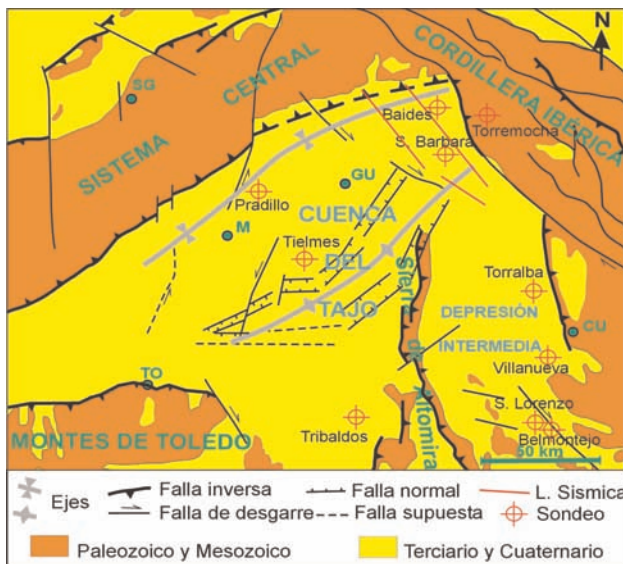 N
SISTEMA CENTRAL
CORDILLERA IBÉRICA
SG
Baides
S. Barbara
Torremocha
GU
Pradillo
CUENCA
M
Tielmes
DEL
TAJO
Sierra de Altomira
Torralba
DEPRESIÓN
CU
INTERMEDIA
Villanueva
TO
S. Lorenzo
MONTES DE TOLEDO
Tribaldos
Belmontejo
50 km
Ejes
Falla inversa
Falla normal
L. Sísmica
Falla de desgarre
Falla supuesta
Sondeo
Paleozoico y Mesozoico
Terciario y Cuaternario